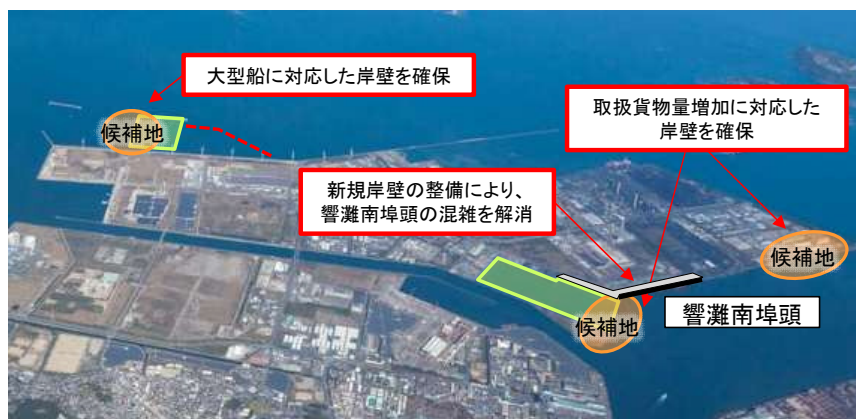 大型船に対応した岸壁を確保
候補地
取扱貨物量増加に対応した
岸壁を確保
新規岸壁の整備により、
響灘南埠頭の混雑を解消
候補地
候補地
響灘南埠頭